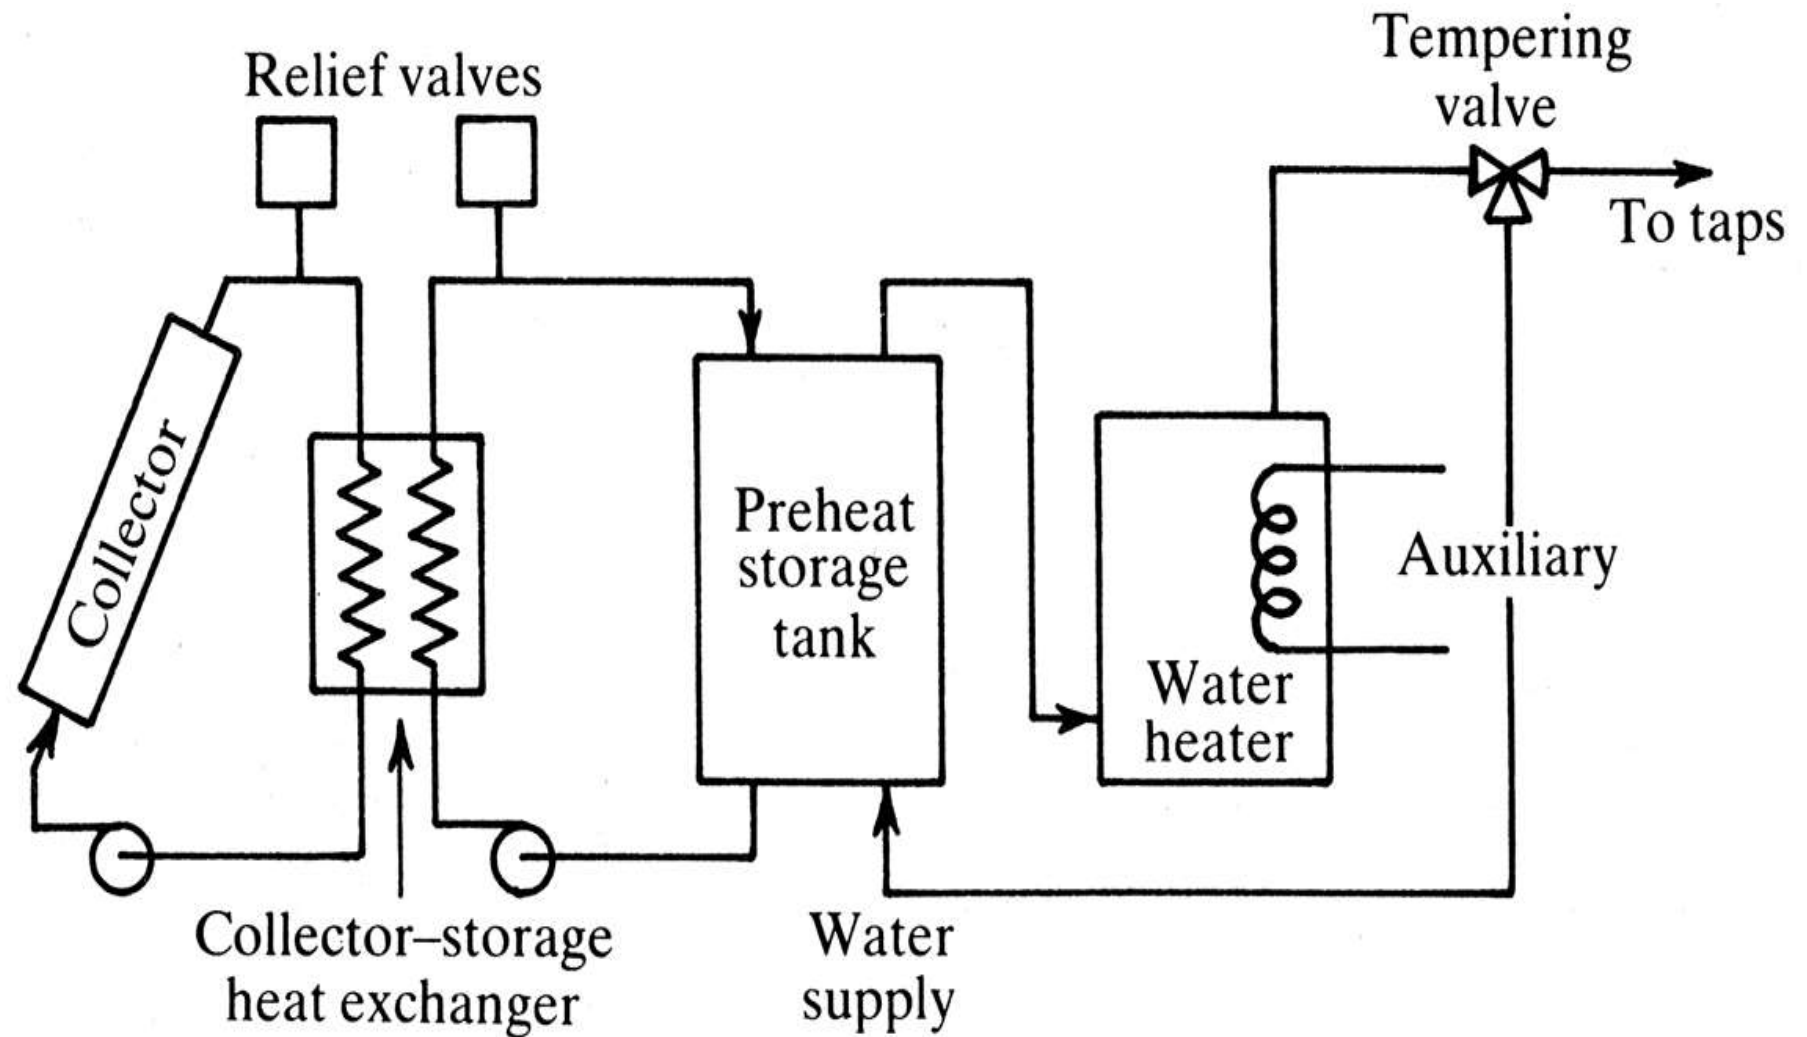 Relief valves
Tempering
valve
To taps
Collector
Preheat
storage
tank
Auxiliary
Water
heater
Collector–storage
heat exchanger
Water
supply